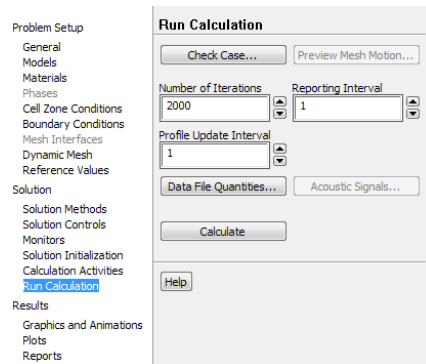 Problem Setup
General
Models
Materials
Phases
Cell Zone Conditions
Boundary Conditions
Mesh Interfaces
Dynamic Mesh
Reference Values
Solution
Solution Methods
Solution Controls
Monitors
Solution Initialization
Calculation Activities
Run Calculation
Results
Graphics and Animations
Plots
Reports
Run Calculation
Check Case... Preview Mesh Motion...
Number of Iterations Reporting Interval
2000 1
Profile Update Interval
1
Data File Quantities... Acoustic Signals...
Calculate
Help